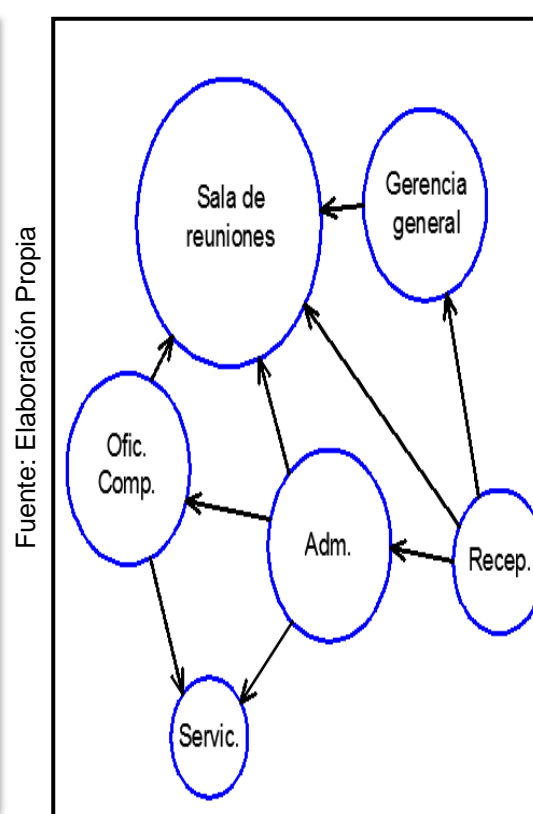 Fuente: Elaboración Propia
Sala de
reuniones
Gerencia
general
Ofic.
Comp.
Adm.
Recep.
Servic.